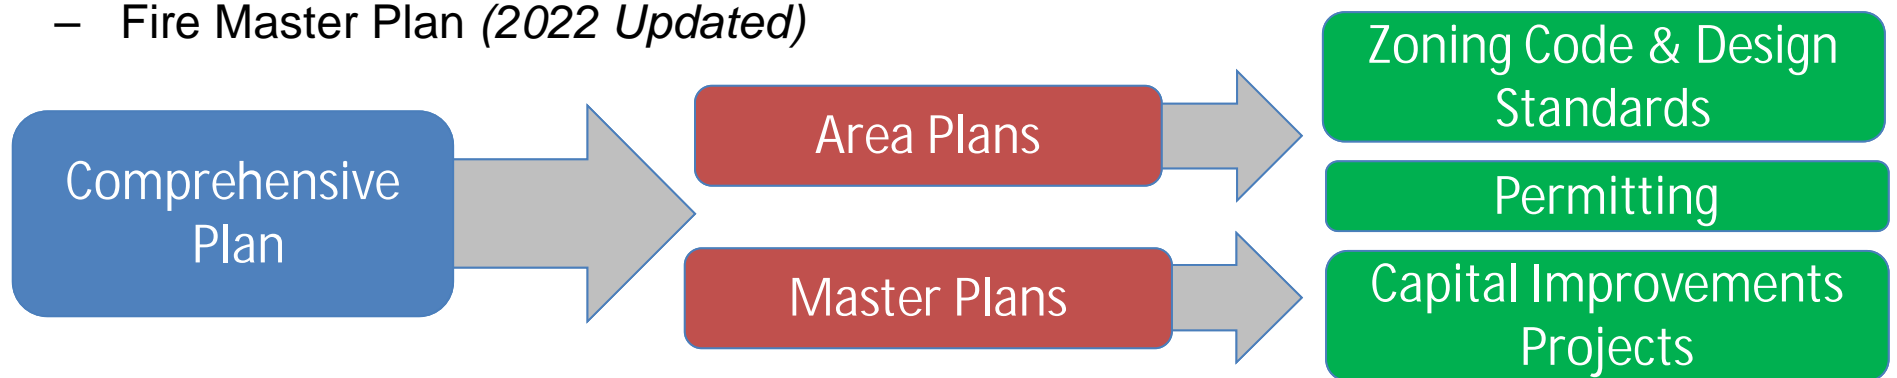 – Fire Master Plan (2022 Updated)
Comprehensive
Plan
Area Plans
Master Plans
Zoning Code & Design
Standards
Permitting
Capital Improvements
Projects